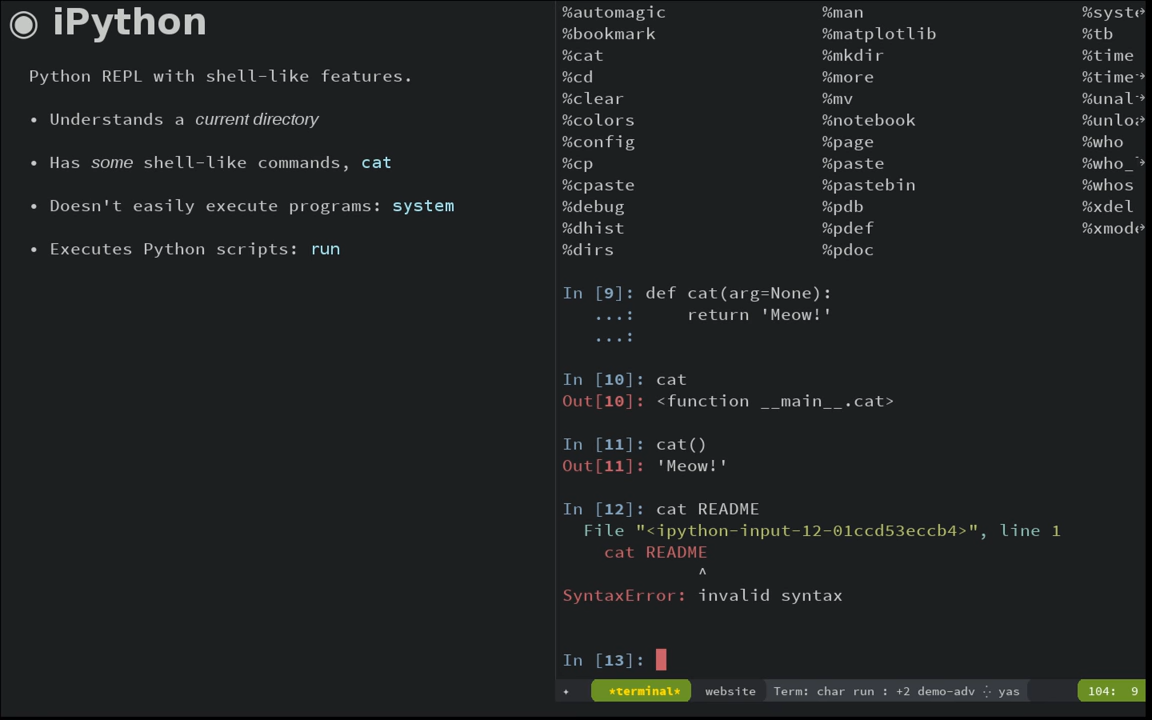 ◉ iPython
Python REPL with shell-like features.
• Understands a current directory
• Has some shell-like commands, cat
• Doesn't easily execute programs: system
• Executes Python scripts: run
%automagic %man
%bookmark %matplotlib %tb
%cat %mkdir %time
%cd %more
%clear %mv
%colors %notebook
%config %page %who
%cp %paste
%cpaste %pastebin %whos
%debug %pdb %xdel
%dhist %pdef
%dirs %pdoc
In [9]: def cat(arg=None):
...: return 'Meow!'
...:
In [10]: cat
Out[10]: <function __main__.cat>
In [11]: cat()
Out[11]: 'Meow!'
In [12]: cat README
File "<ipython-input-12-01ccd53eccb4>", line 1
cat README
^
SyntaxError: invalid syntax
In [13]:
✦ ★terminal★ website Term: char run : +2 demo-adv yas 104: 9